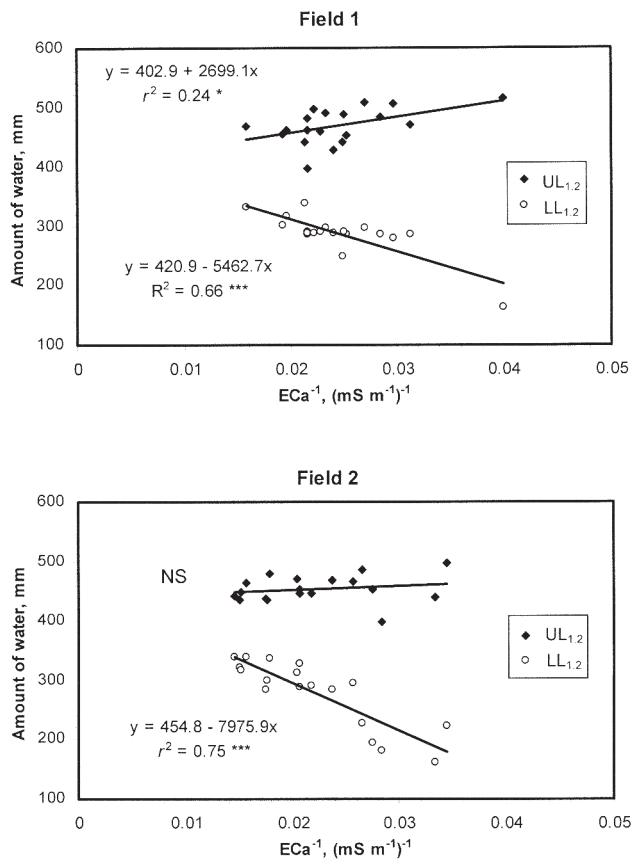 Field 1
600
500
400
300
200
100
Amount of water, mm
y = 402.9 + 2699.1x
r² = 0.24 *
◆ UL₁.₂
○ LL₁.₂
y = 420.9 - 5462.7x
R² = 0.66 ***
0 0.01 0.02 0.03 0.04 0.05
ECa⁻¹, (mS m⁻¹)⁻¹
Field 2
600
500
400
300
200
100
Amount of water, mm
NS
◆ UL₁.₂
○ LL₁.₂
y = 454.8 - 7975.9x
r² = 0.75 ***
0 0.01 0.02 0.03 0.04 0.05
ECa⁻¹, (mS m⁻¹)⁻¹